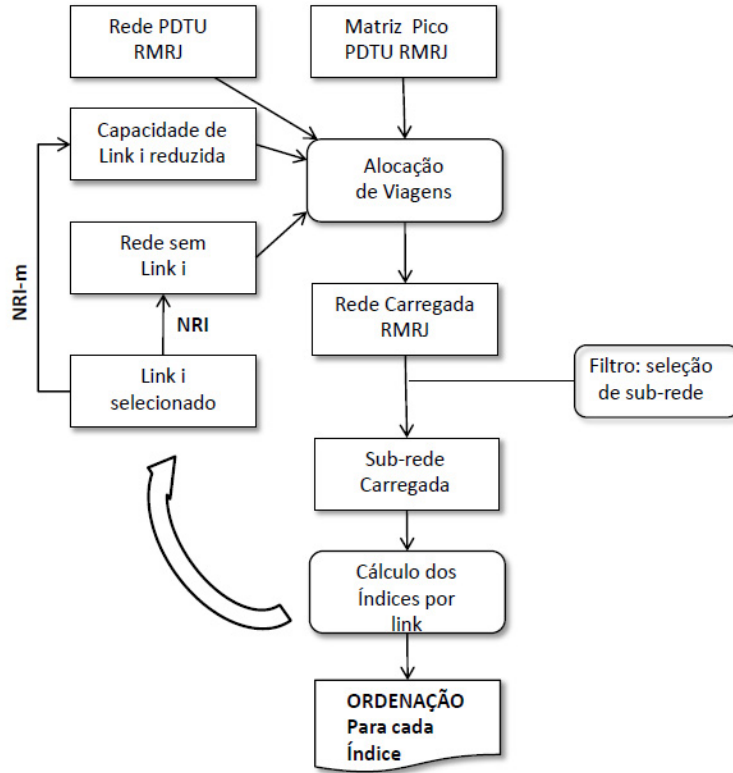 Rede PDTU
RMRJ
Matriz Pico
PDTU RMRJ
Capacidade de
Link i reduzida
Alocação
de Viagens
Rede sem
Link i
NRI-m
NRI
Rede Carregada
RMRJ
Link i
selecionado
Filtro: seleção
de sub-rede
Sub-rede
Carregada
Cálculo dos
Índices por
link
ORDENAÇÃO
Para cada
Índice